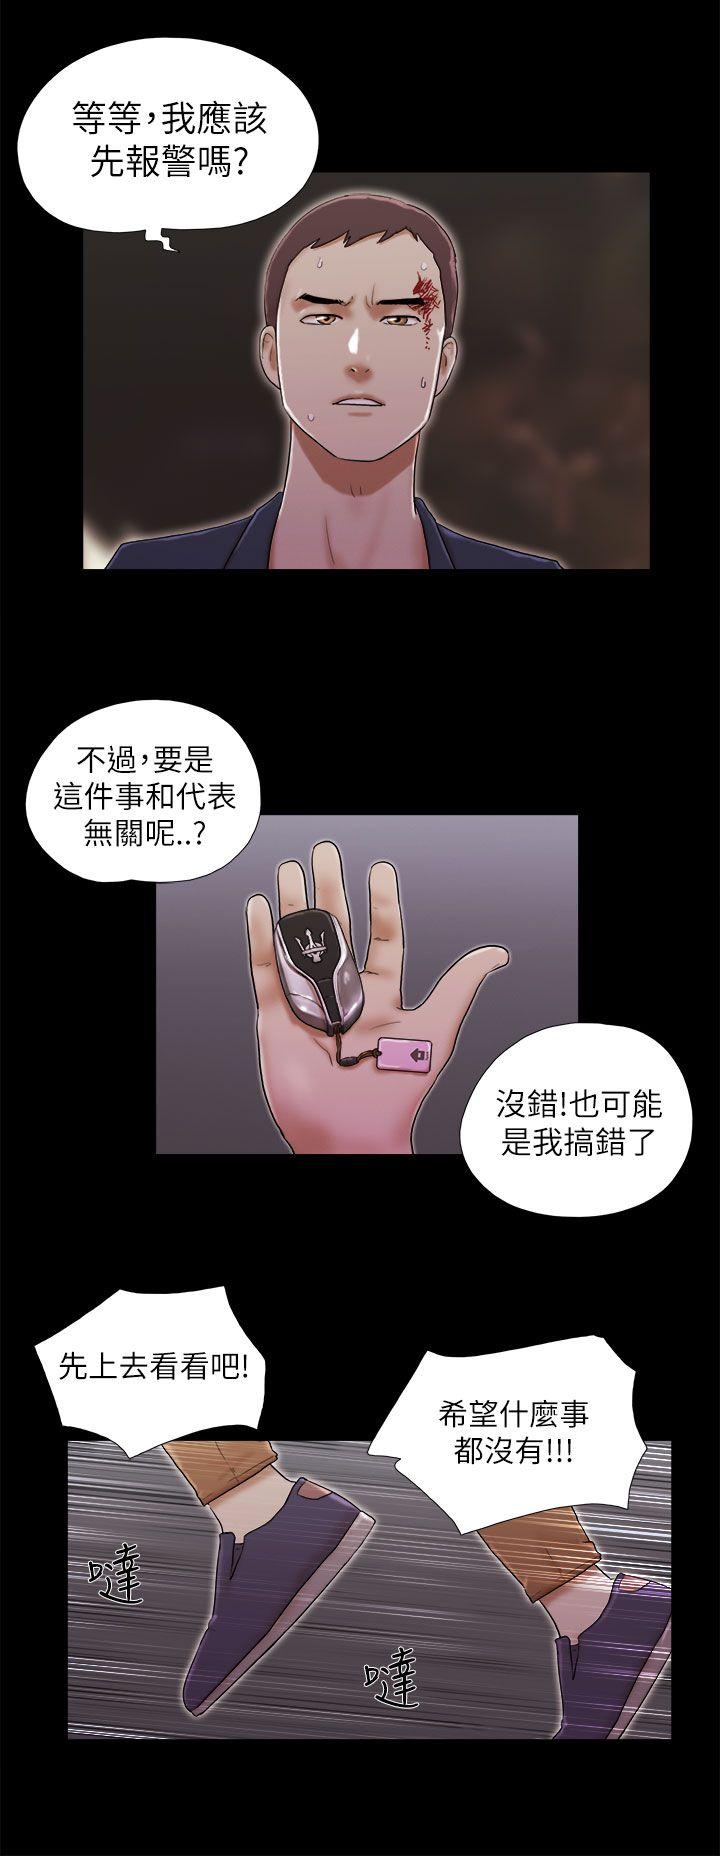 等等,我應該
先報警嗎?
不過,要是
這件事和代表
無關呢..?
沒錯!也可能
是我搞錯了
先上去看看吧!
希望什麼事
都沒有!!!
噠
噠